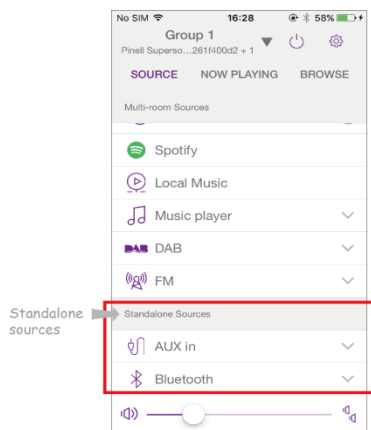 No SIM 16:28 58%
Group 1
Pinell Superso...261f400d2 + 1
SOURCE NOW PLAYING BROWSE
Multi-room Sources
Spotify
Local Music
Music player
DAB DAB
FM
Standalone Sources
Standalone
sources
AUX in
Bluetooth